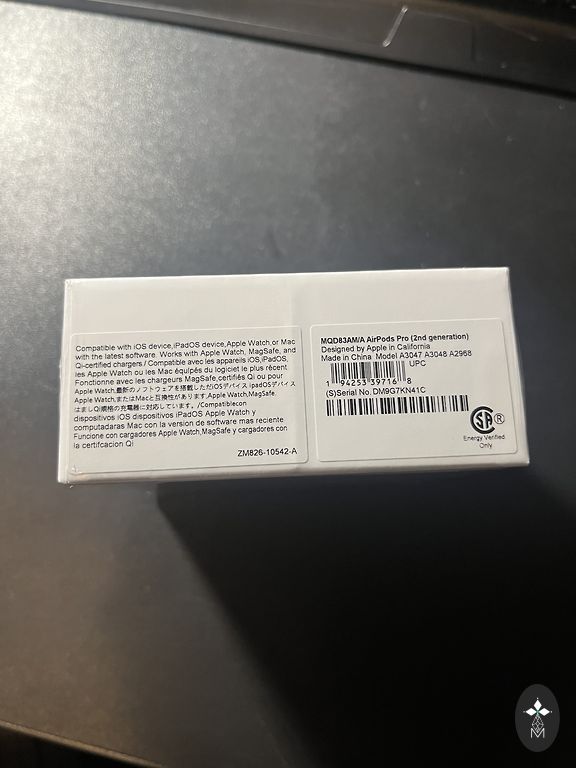 Compatible with iOS device,iPadOS device,Apple Watch,or Mac
with the latest software. Works with Apple Watch, MagSafe, and
Qi-certified chargers / Compatible avec les appareils iOS,iPadOS,
les Apple Watch ou les Mac équipés du logiciel le plus récent
Fonctionne avec les chargeurs MagSafe,certifés Qi ou pour
Apple Watch,最新のソフトウェアを搭載したおiOSデバイス ipadOSデバイス
Apple Watch,またはMacと互換性があります,Apple Watch,MagSafe.
はましQi規格の充電器に対応しています。/Compatiblecon
dispositivos iOS dispositivos iPadOS Apple Watch y
computadaras Mac con la version de software mas reciente
Funcione con cargadores Apple Watch,MagSafe y cargadores con
la certifcacion Qi
ZM826-10542-A
MQD83AM/A AirPods Pro (2nd generation)
Designed by Apple in California
Made in China Model A3047 A3048 A2968
UPC
1 94253 39716 8
(S)Serial No. DM9G7KN41C
SA ®
Energy Verified
Only
M